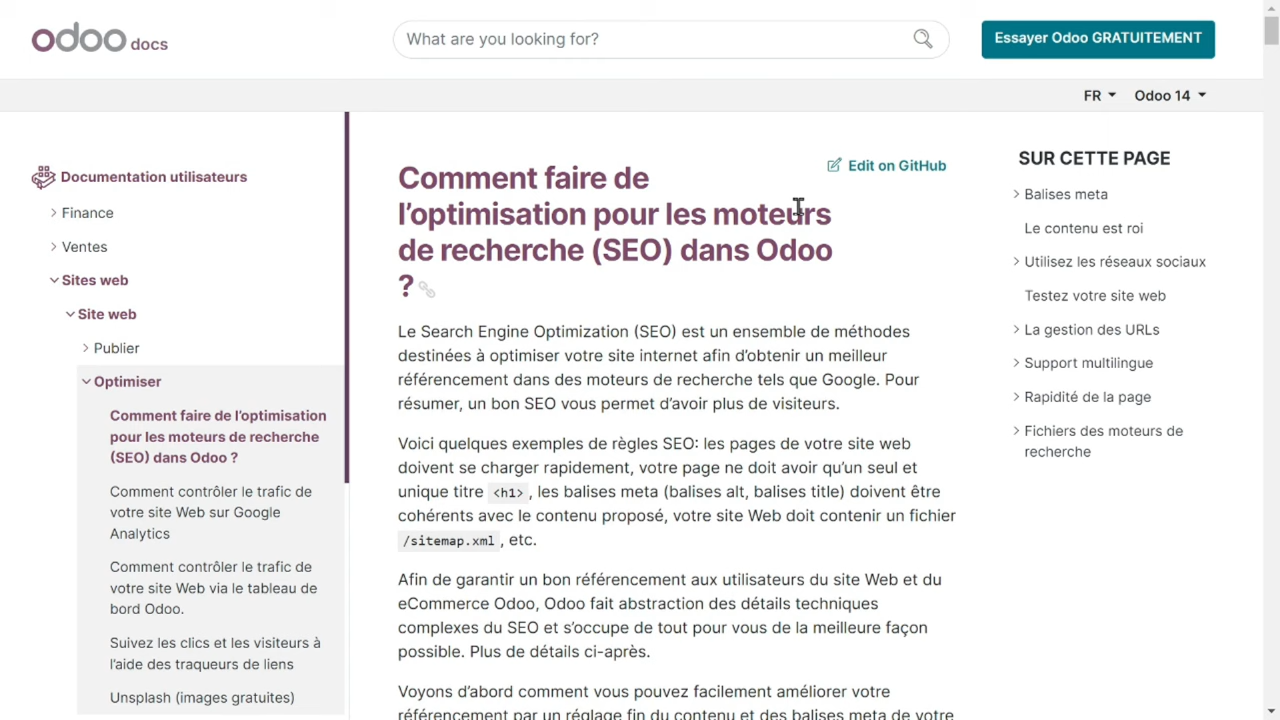 odoo docs
What are you looking for?
Essayer Odoo GRATUITEMENT
FR
Odoo 14
Documentation utilisateurs
Finance
Ventes
Sites web
Site web
Publier
Optimiser
Comment faire de l’optimisation
pour les moteurs de recherche
(SEO) dans Odoo ?
Comment contrôler le trafic de
votre site Web sur Google
Analytics
Comment contrôler le trafic de
votre site Web via le tableau de
bord Odoo.
Suivez les clics et les visiteurs à
l’aide des traqueurs de liens
Unsplash (images gratuites)
Edit on GitHub
Comment faire de
l’optimisation pour les moteurs
de recherche (SEO) dans Odoo
?
Le Search Engine Optimization (SEO) est un ensemble de méthodes
destinées à optimiser votre site internet afin d’obtenir un meilleur
référencement dans des moteurs de recherche tels que Google. Pour
résumer, un bon SEO vous permet d’avoir plus de visiteurs.
Voici quelques exemples de règles SEO: les pages de votre site web
doivent se charger rapidement, votre page ne doit avoir qu’un seul et
unique titre <h1>, les balises meta (balises alt, balises title) doivent être
cohérents avec le contenu proposé, votre site Web doit contenir un fichier
/sitemap.xml, etc.
Afin de garantir un bon référencement aux utilisateurs du site Web et du
eCommerce Odoo, Odoo fait abstraction des détails techniques
complexes du SEO et s’occupe de tout pour vous de la meilleure façon
possible. Plus de détails ci-après.
Voyons d’abord comment vous pouvez facilement améliorer votre
référencement par un réglage fin du contenu et des balises meta de votre
SUR CETTE PAGE
Balises meta
Le contenu est roi
Utilisez les réseaux sociaux
Testez votre site web
La gestion des URLs
Support multilingue
Rapidité de la page
Fichiers des moteurs de
recherche